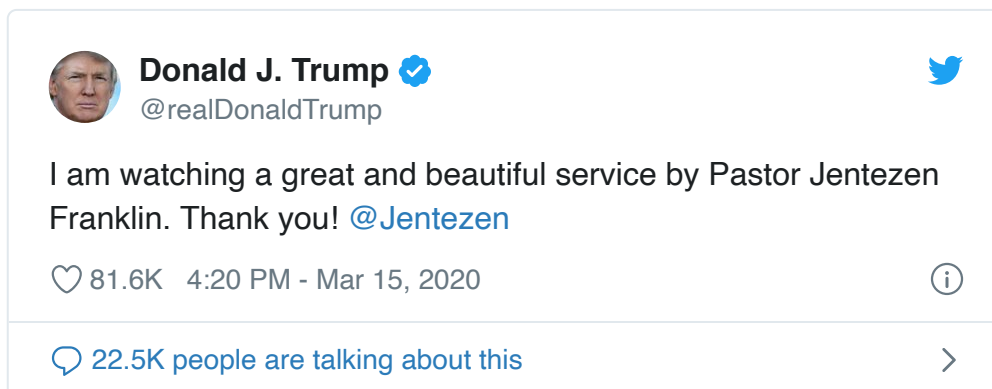 Donald J. Trump
@realDonaldTrump
I am watching a great and beautiful service by Pastor Jentezen
Franklin. Thank you! @Jentezen
81.6K 4:20 PM - Mar 15, 2020
22.5K people are talking about this